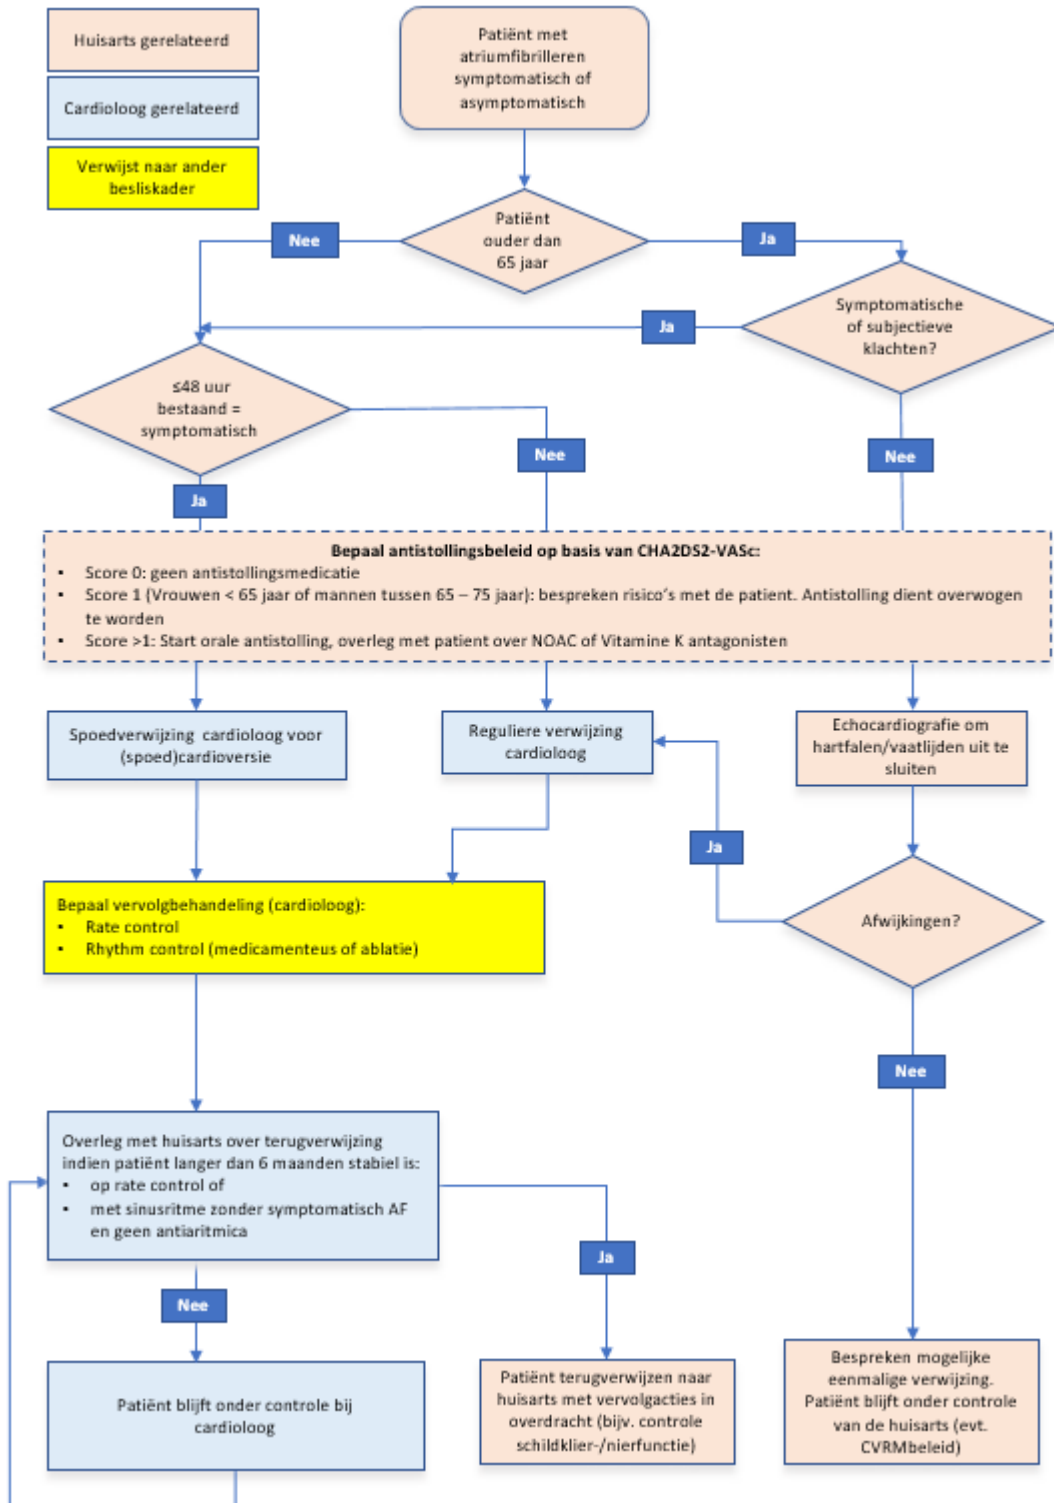 Huisarts gerelateerd
Cardioloog gerelateerd
Verwijst naar ander
besliskader
Patiënt met
atriumfibrilleren
symptomatisch of
asymptomatisch
Patiënt
ouder dan
65 jaar
Nee
Ja
Symptomatische
of subjectieve
klachten?
Ja
≤48 uur
bestaand =
symptomatisch
Nee
Nee
Ja
Bepaal antistollingsbeleid op basis van CHA2DS2-VASc:
▪ Score 0: geen antistollingsmedicatie
▪ Score 1 (Vrouwen < 65 jaar of mannen tussen 65 – 75 jaar): bespreken risico's met de patient. Antistolling dient overwogen
te worden
▪ Score >1: Start orale antistolling, overleg met patient over NOAC of Vitamine K antagonisten
Spoedverwijzing cardioloog voor
(spoed)cardioversie
Reguliere verwijzing
cardioloog
Echocardiografie om
hartfalen/vaatlijden uit te
sluiten
Ja
Bepaal vervolgbehandeling (cardioloog):
▪ Rate control
▪ Rhythm control (medicamenteus of ablatie)
Afwijkingen?
Nee
Overleg met huisarts over terugverwijzing
indien patiënt langer dan 6 maanden stabiel is:
▪ op rate control of
▪ met sinusritme zonder symptomatisch AF
en geen antiaritmica
Ja
Nee
Patiënt blijft onder controle bij
cardioloog
Patiënt terugverwijzen naar
huisarts met vervolgacties in
overdracht (bijv. controle
schildklier-/nierfunctie)
Bespreken mogelijke
eenmalige verwijzing.
Patiënt blijft onder controle
van de huisarts (evt.
CVRMbeleid)